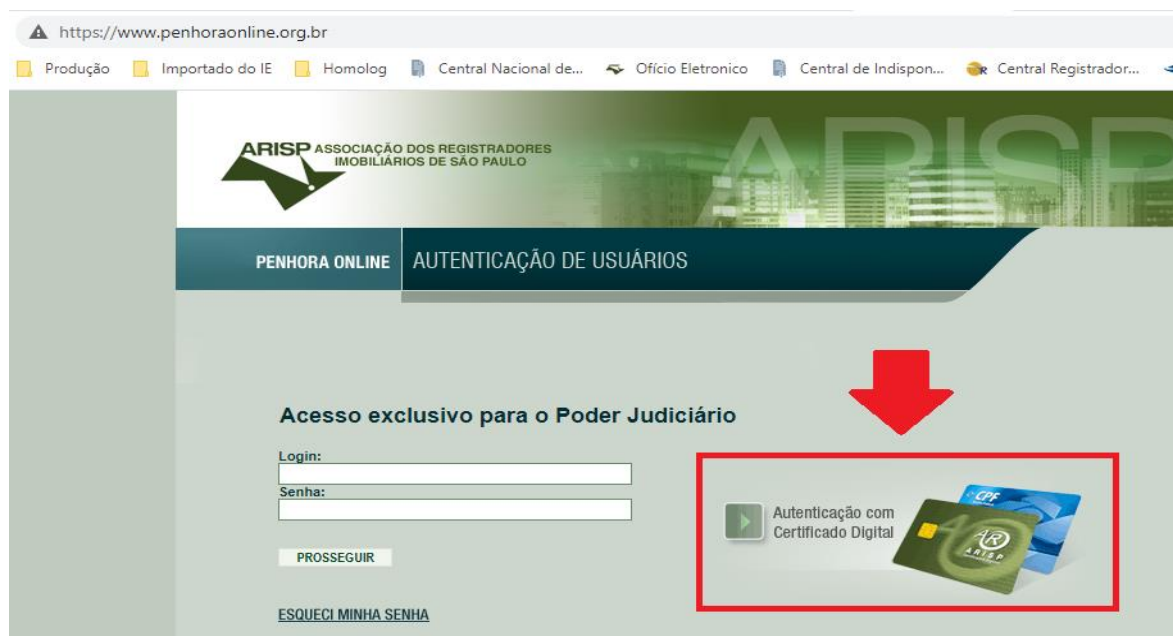 https://www.penhoraonline.org.br
Produção Importado do IE Homolog Central Nacional de... Ofício Eletronico Central de Indispon... Central Registrador...
ARISP
ARISP ASSOCIAÇÃO DOS REGISTRADORES
IMOBILIÁRIOS DE SÃO PAULO
PENHORA ONLINE AUTENTICAÇÃO DE USUÁRIOS
Acesso exclusivo para o Poder Judiciário
Login:
Senha:
Autenticação com
Certificado Digital
CPF
AR
ARISP
PROSSEGUIR
ESQUECI MINHA SENHA